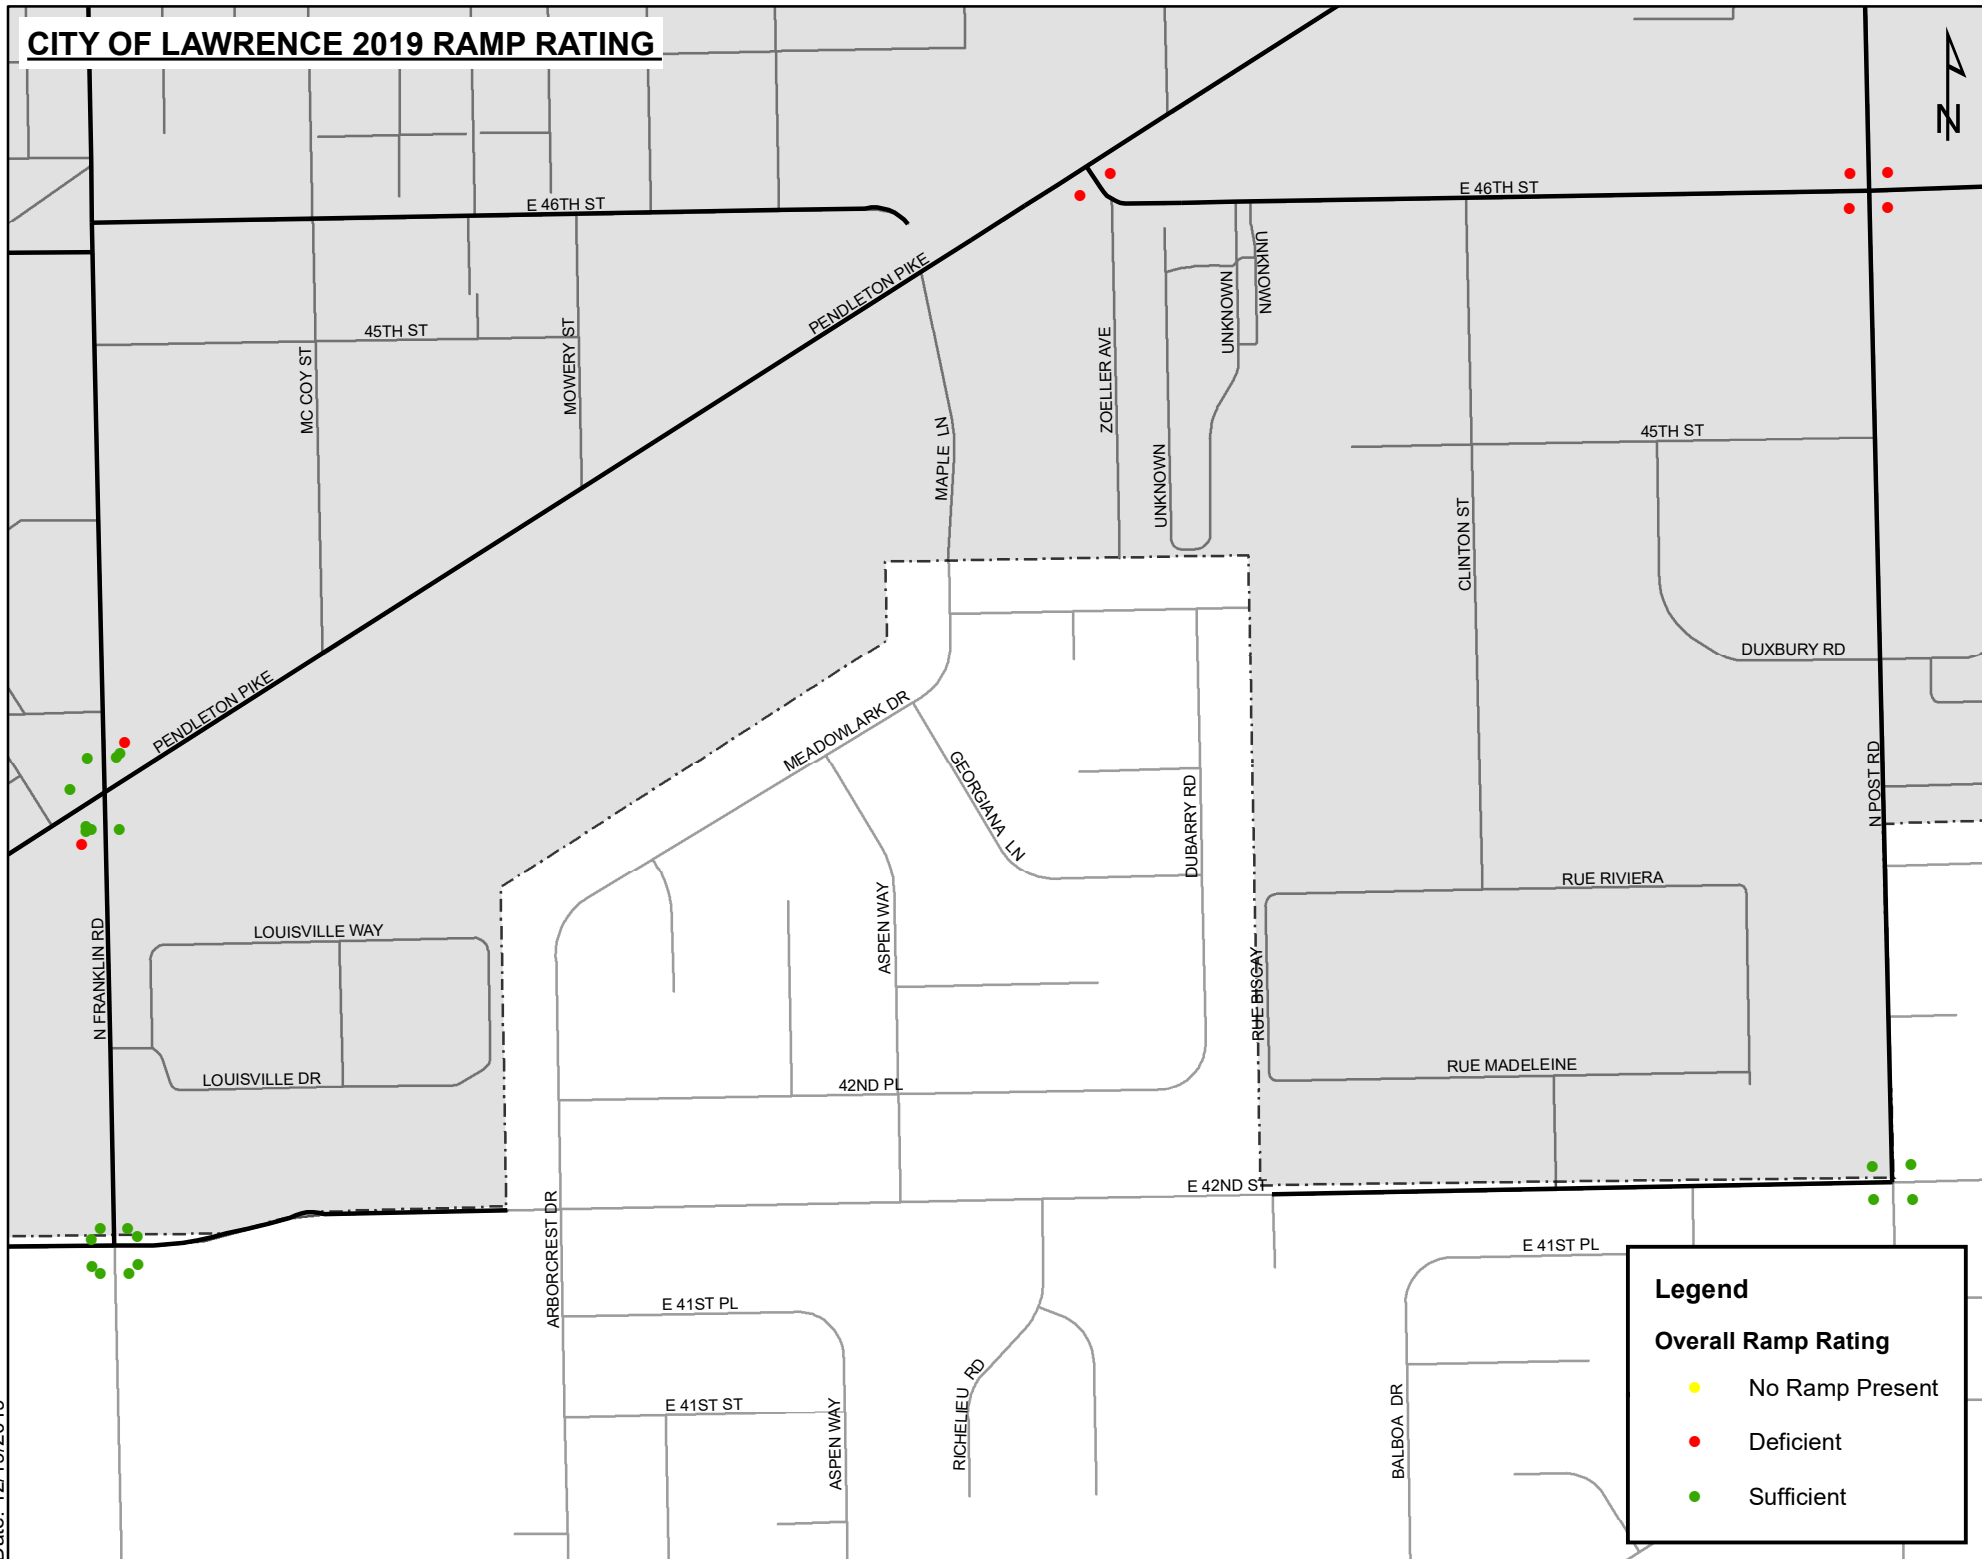 CITY OF LAWRENCE 2019 RAMP RATING
N
E 46TH ST
E 46TH ST
PENDLETON PIKE
UNKNOWN
UNKNOWN
45TH ST
MC COY ST
MOWERY ST
ZOELLER AVE
MAPLE LN
UNKNOWN
45TH ST
CLINTON ST
DUXBURY RD
PENDLETON PIKE
MEADOWLARK DR
GEORGIANA LN
DUBARRY RD
N POST RD
RUE RIVIERA
ASPEN WAY
LOUISVILLE WAY
N FRANKLIN RD
RUE BISCAY
LOUISVILLE DR
42ND PL
RUE MADELEINE
E 42ND ST
ARBORCREST DR
E 41ST PL
E 41ST PL
E 41ST ST
ASPEN WAY
RICHELIEU RD
BALBOA DR
Legend
Overall Ramp Rating
No Ramp Present
Deficient
Sufficient